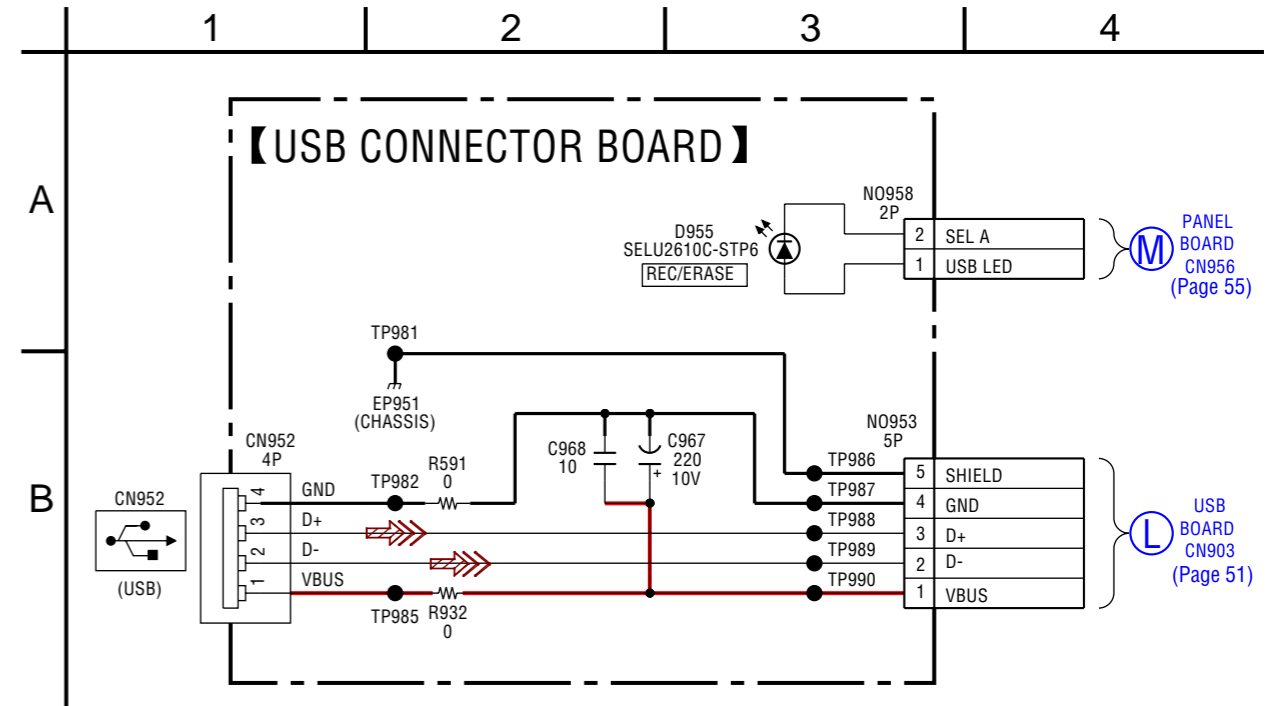 1 2 3 4
A
B
【USB CONNECTOR BOARD】
NO958
2P
D955
SELU2610C-STP6
REC/ERASE
2 SEL A
1 USB LED
M
PANEL
BOARD
CN956
(Page 55)
TP981
EP951
(CHASSIS)
CN952
4P
CN952
(USB)
4 GND
3 D+
2 D-
1 VBUS
TP982
R591
0
TP985
R932
0
C968
10
C967
220
10V
+
NO953
5P
TP986
TP987
TP988
TP989
TP990
5 SHIELD
4 GND
3 D+
2 D-
1 VBUS
L
USB
BOARD
CN903
(Page 51)